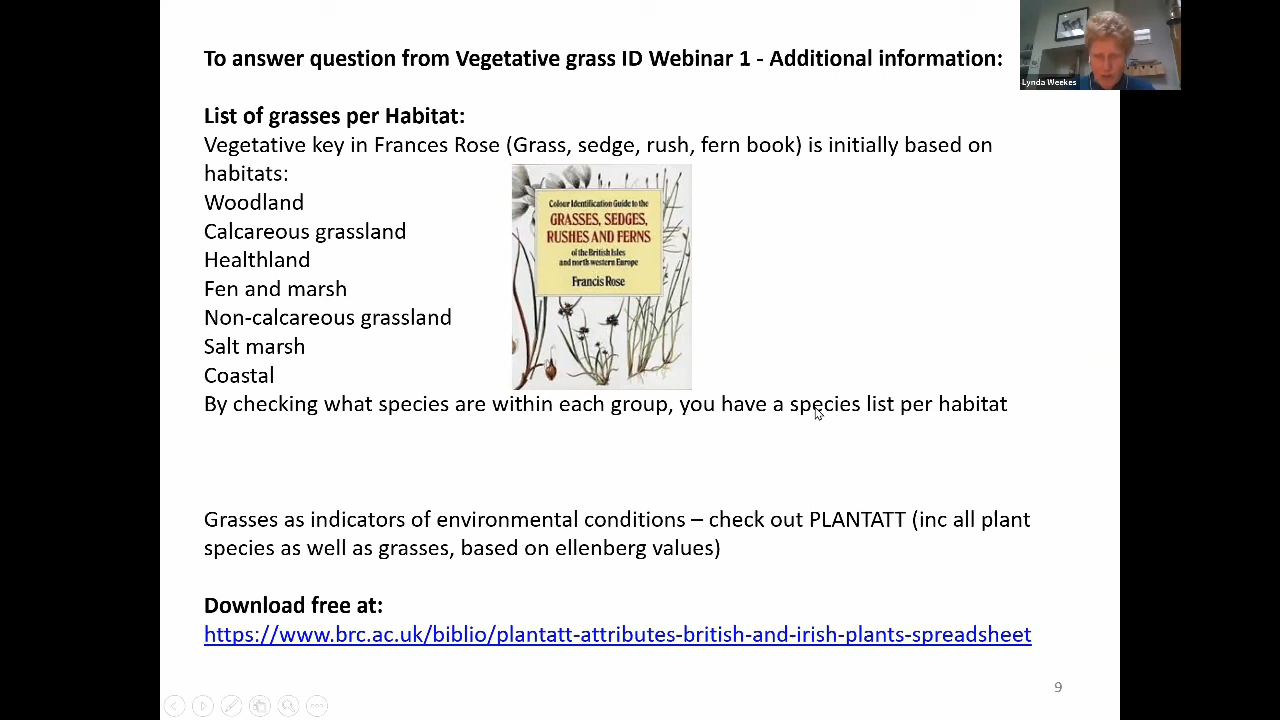 To answer question from Vegetative grass ID Webinar 1 - Additional information:
Lynda Weekes
List of grasses per Habitat:
Vegetative key in Frances Rose (Grass, sedge, rush, fern book) is initially based on
habitats:
Woodland
Calcareous grassland
Healthland
Fen and marsh
Non-calcareous grassland
Salt marsh
Coastal
Colour Identification Guide to the
GRASSES, SEDGES,
RUSHES AND FERNS
of the British Isles
and north western Europe
Francis Rose
By checking what species are within each group, you have a species list per habitat
Grasses as indicators of environmental conditions – check out PLANTATT (inc all plant
species as well as grasses, based on ellenberg values)
Download free at:
https://www.brc.ac.uk/biblio/plantatt-attributes-british-and-irish-plants-spreadsheet
9